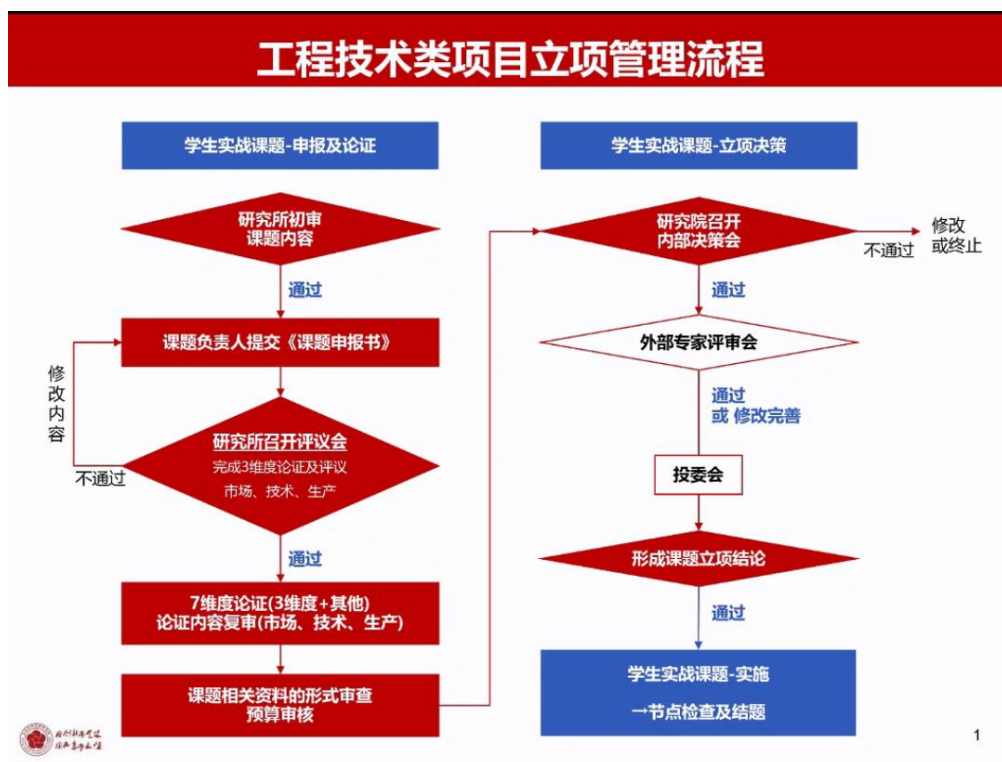 工程技术类项目立项管理流程
学生实战课题-申报及论证
研究所初审
课题内容
通过
课题负责人提交《课题申报书》
修改内容
研究所召开评议会
完成3维度论证及评议
市场、技术、生产
不通过
通过
7维度论证(3维度+其他)
论证内容复审(市场、技术、生产)
课题相关资料的形式审查
预算审核
学生实战课题-立项决策
研究院召开
内部决策会
不通过
修改
或终止
通过
外部专家评审会
通过
或 修改完善
投委会
形成课题立项结论
通过
学生实战课题-实施
→节点检查及结题
1